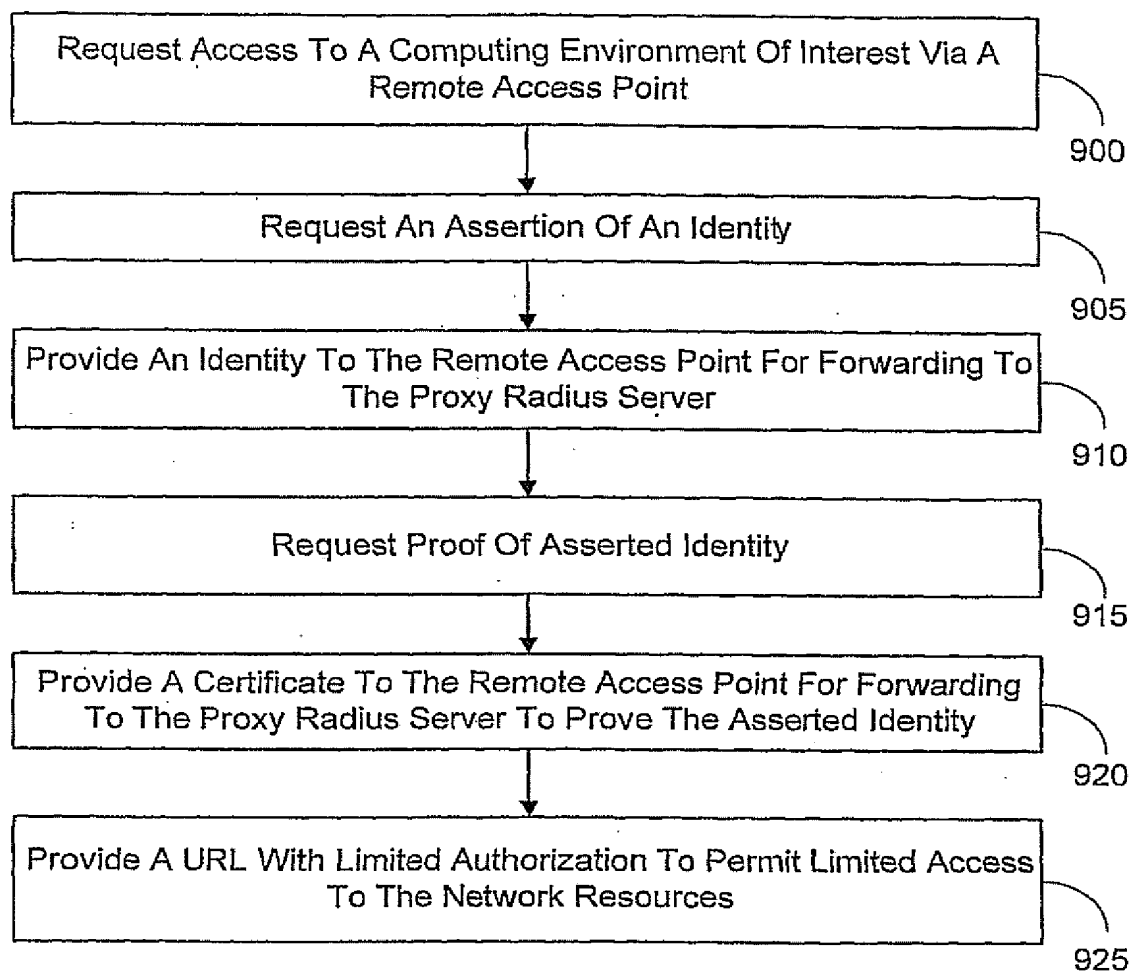 Request Access To A Computing Environment Of Interest Via A
Remote Access Point
900
Request An Assertion Of An Identity
905
Provide An Identity To The Remote Access Point For Forwarding To
The Proxy Radius Server
910
Request Proof Of Asserted Identity
915
Provide A Certificate To The Remote Access Point For Forwarding
To The Proxy Radius Server To Prove The Asserted Identity
920
Provide A URL With Limited Authorization To Permit Limited Access
To The Network Resources
925